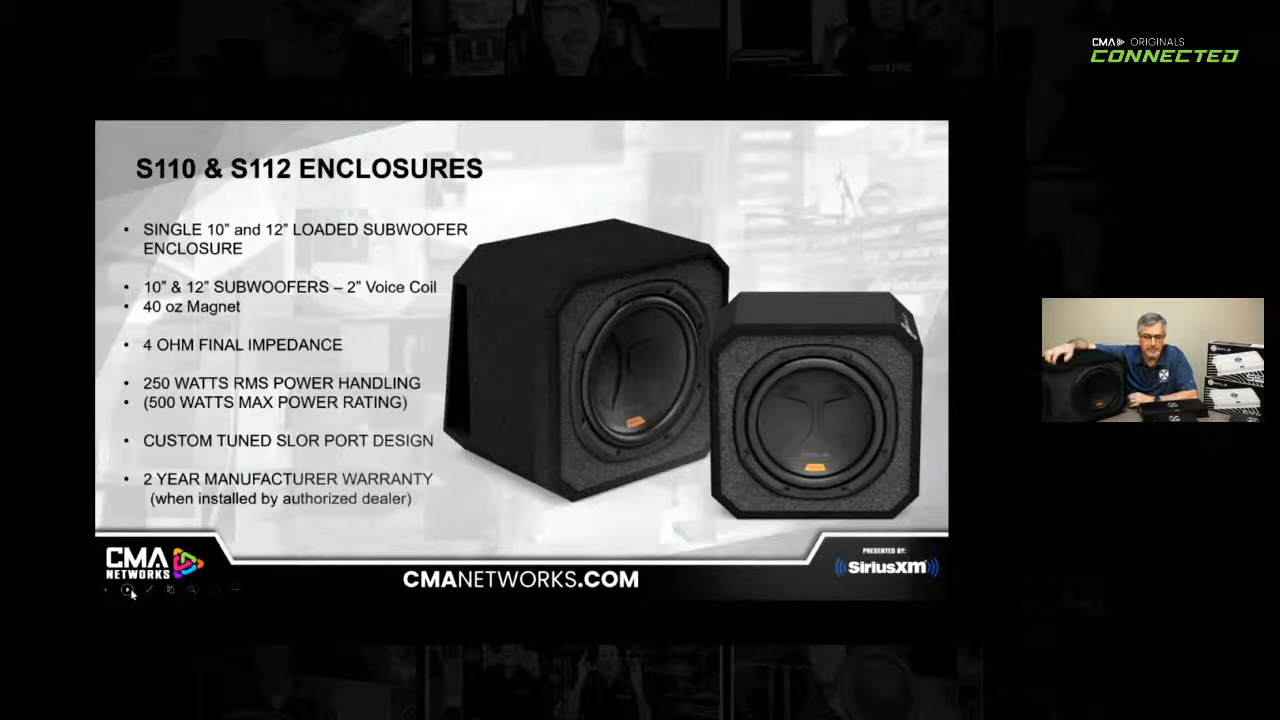 CMA ORIGINALS
CONNECTED
S110 & S112 ENCLOSURES
• SINGLE 10” and 12” LOADED SUBWOOFER
ENCLOSURE
• 10” & 12” SUBWOOFERS – 2” Voice Coil
• 40 oz Magnet
• 4 OHM FINAL IMPEDANCE
• 250 WATTS RMS POWER HANDLING
• (500 WATTS MAX POWER RATING)
• CUSTOM TUNED SLOR PORT DESIGN
• 2 YEAR MANUFACTURER WARRANTY
(when installed by authorized dealer)
CMA
NETWORKS
CMANETWORKS.COM
PRESENTED BY:
SiriusXM